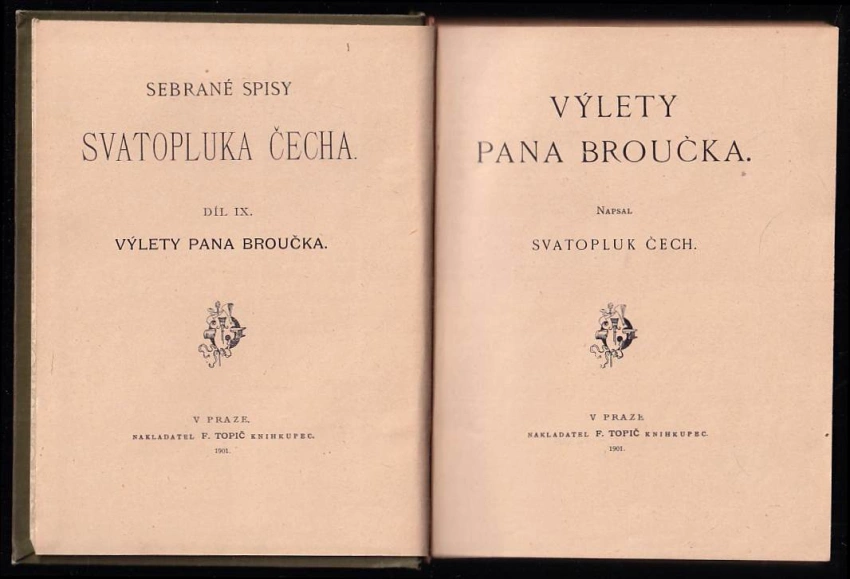 SEBRANÉ SPISY
SVATOPLUKA ČECHA.
DÍL IX.
VÝLETY PANA BROUČKA.
V PRAZE.
NAKLADATEL F. TOPIČ KNIHKUPEC.
1901.
VÝLETY
PANA BROUČKA.
NAPSAL
SVATOPLUK ČECH.
V PRAZE
NAKLADATEL F. TOPIČ KNIHKUPEC.
1901.